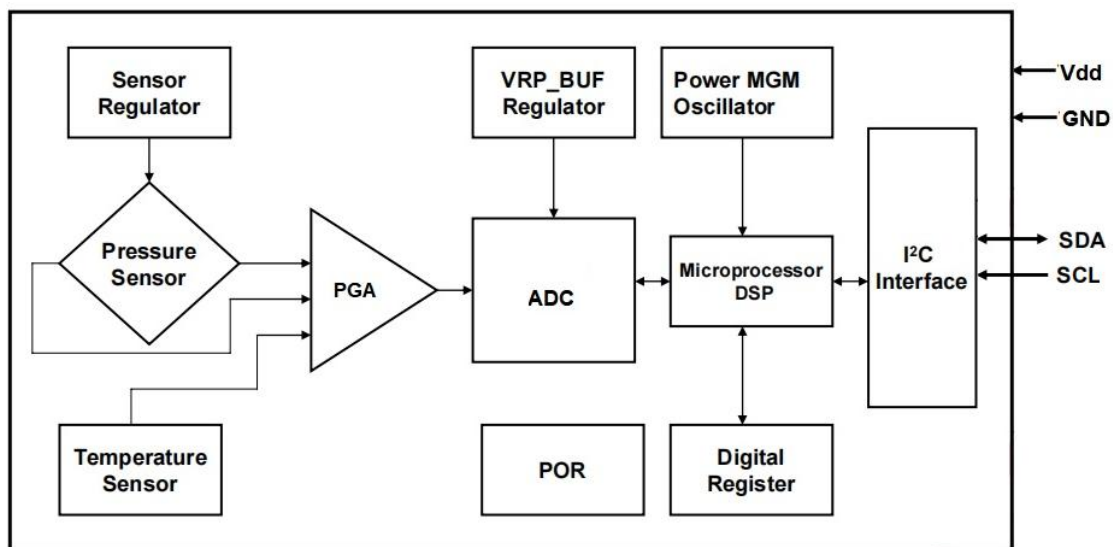 Sensor
Regulator
VRP_BUF
Regulator
Power MGM
Oscillator
Vdd
GND
Pressure
Sensor
PGA
ADC
Microprocessor
DSP
I²C
Interface
SDA
SCL
Temperature
Sensor
POR
Digital
Register